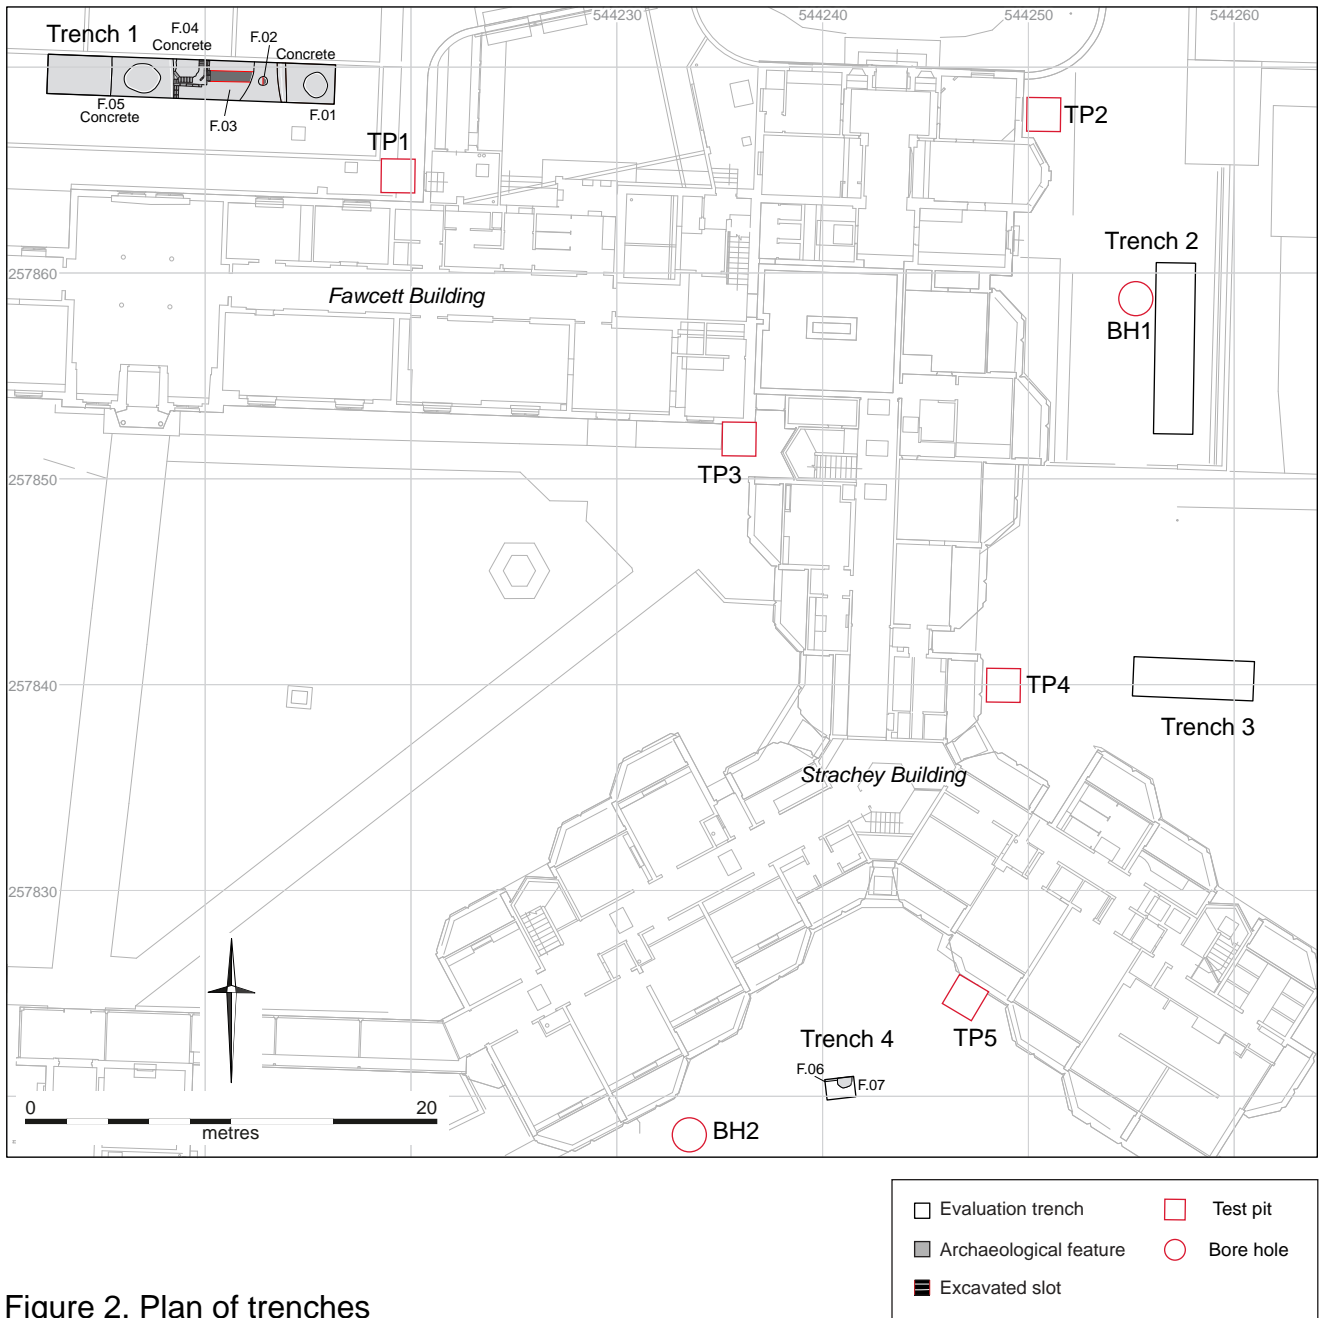 544230
544240
544250
544260
Trench 1
F.04
Concrete
F.02
Concrete
F.05
Concrete
F.03
F.01
TP1
TP2
Trench 2
257860
Fawcett Building
BH1
TP3
257850
257840
TP4
Trench 3
Strachey Building
257830
Trench 4
TP5
F.06
F.07
0
20
metres
BH2
Evaluation trench
Test pit
Archaeological feature
Bore hole
Excavated slot
Figure 2. Plan of trenches